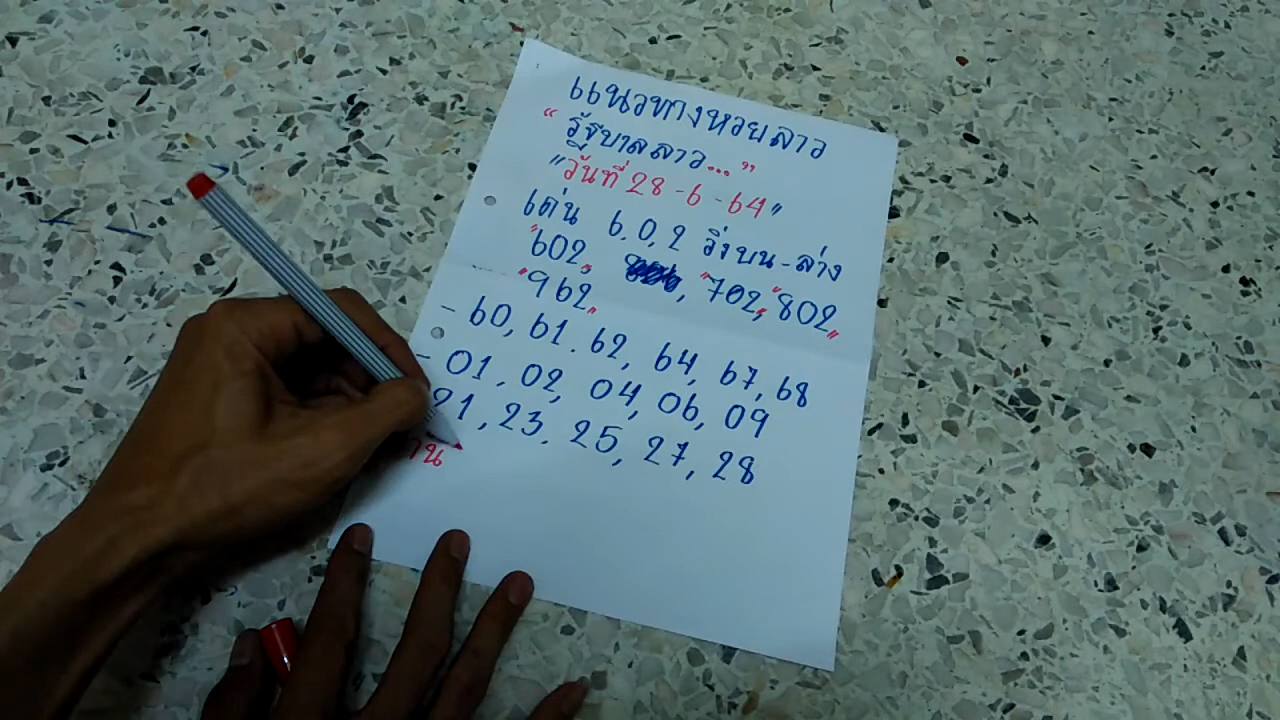 แนวทางหวยลาว
"รัฐบาลลาว..."
"วันที่ 28-6-64"
เด่น 6,0,2 วิ่งบน-ล่าง
"602" , "702", "802"
"962"
- 60, 61. 62, 64, 67, 68
- 01, 02, 04, 06, 09
21, 23, 25, 27, 28